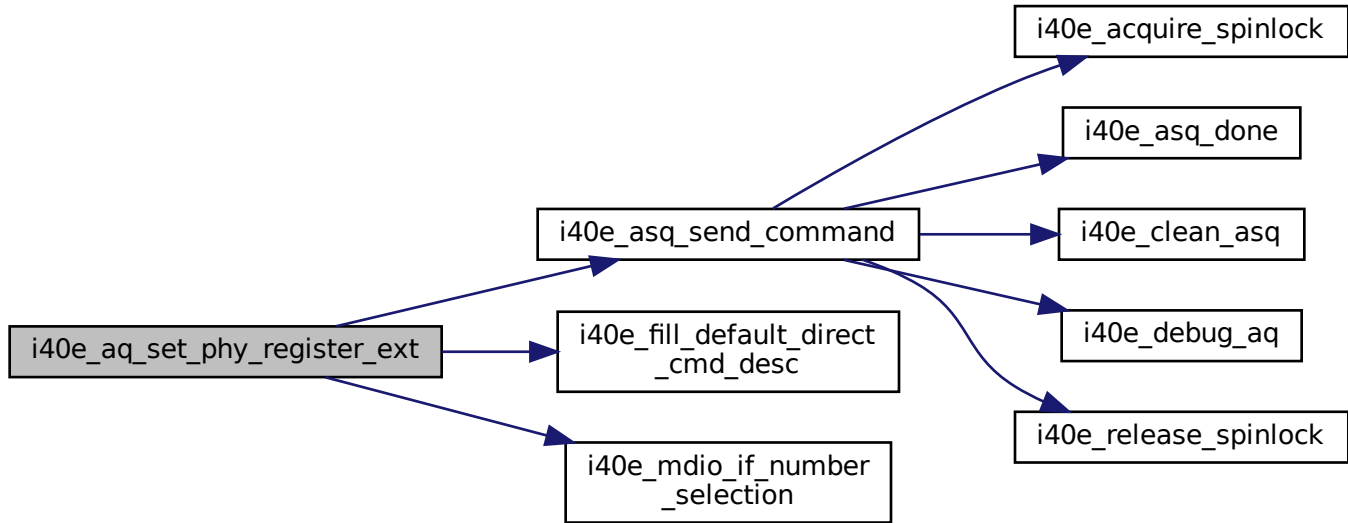 i40e_aq_set_phy_register_ext
i40e_asq_send_command
i40e_fill_default_direct
_cmd_desc
i40e_mdio_if_number
_selection
i40e_acquire_spinlock
i40e_asq_done
i40e_clean_asq
i40e_debug_aq
i40e_release_spinlock